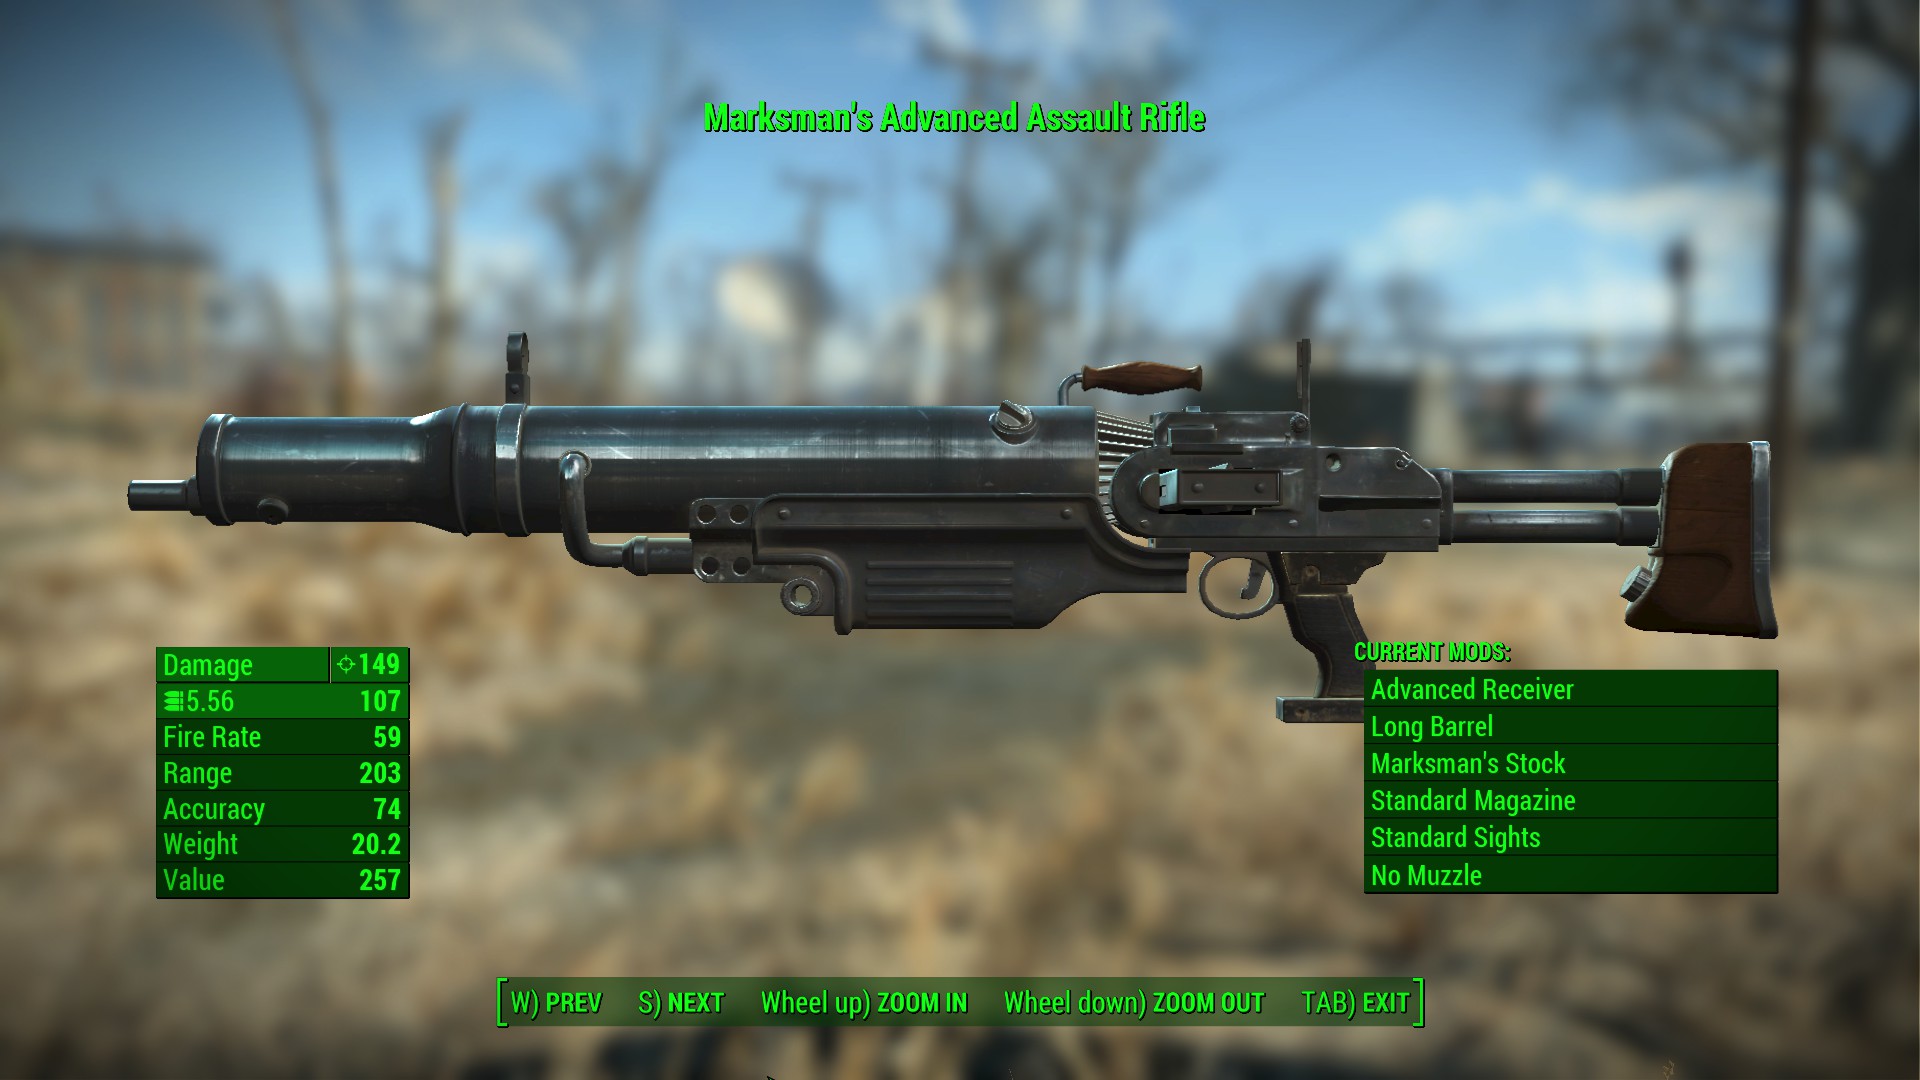 Marksman's Advanced Assault Rifle
Damage 149
5.56 107
Fire Rate 59
Range 203
Accuracy 74
Weight 20.2
Value 257
CURRENT MODS:
Advanced Receiver
Long Barrel
Marksman's Stock
Standard Magazine
Standard Sights
No Muzzle
W) PREV S) NEXT Wheel up) ZOOM IN Wheel down) ZOOM OUT TAB) EXIT